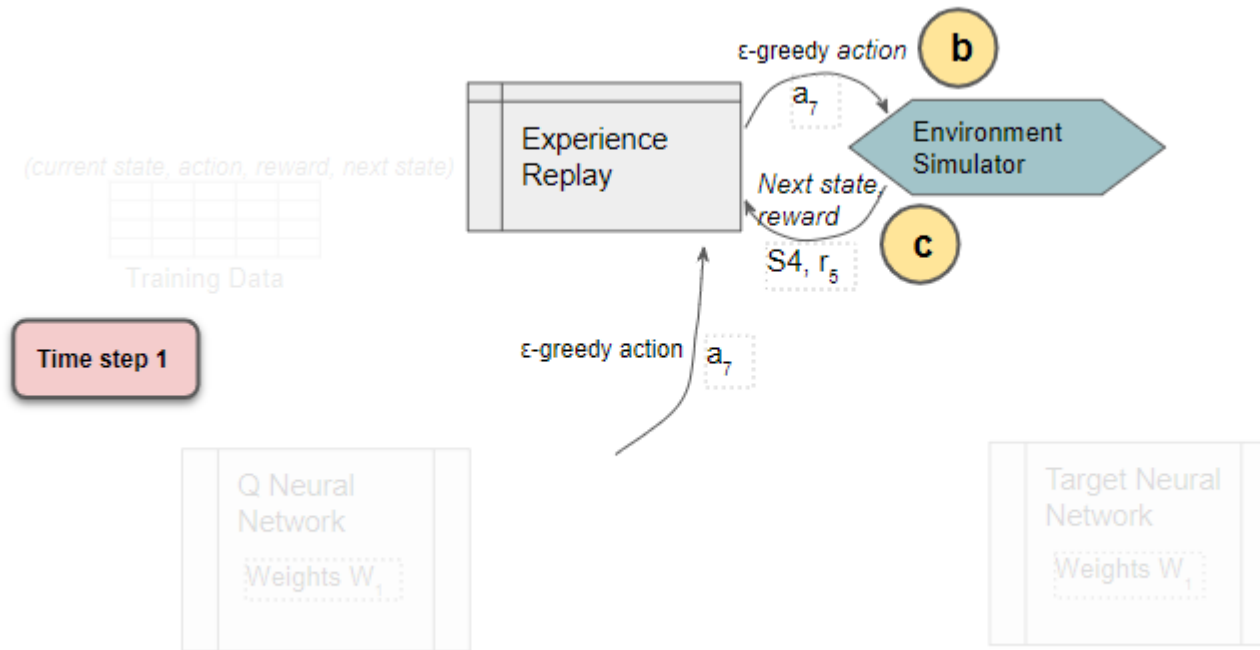 b
ε-greedy action
a7
Experience
Replay
Environment
Simulator
(current state, action, reward, next state)
Next state,
reward
c
S4, r5
Training Data
Time step 1
ε-greedy action
a7
Q Neural
Network
Weights W1
Target Neural
Network
Weights W1